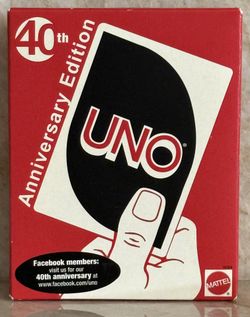 40th
Anniversary Edition
UNO®
Facebook members:
visit us for our
40th anniversary at
www.facebook.com/uno
MATTEL